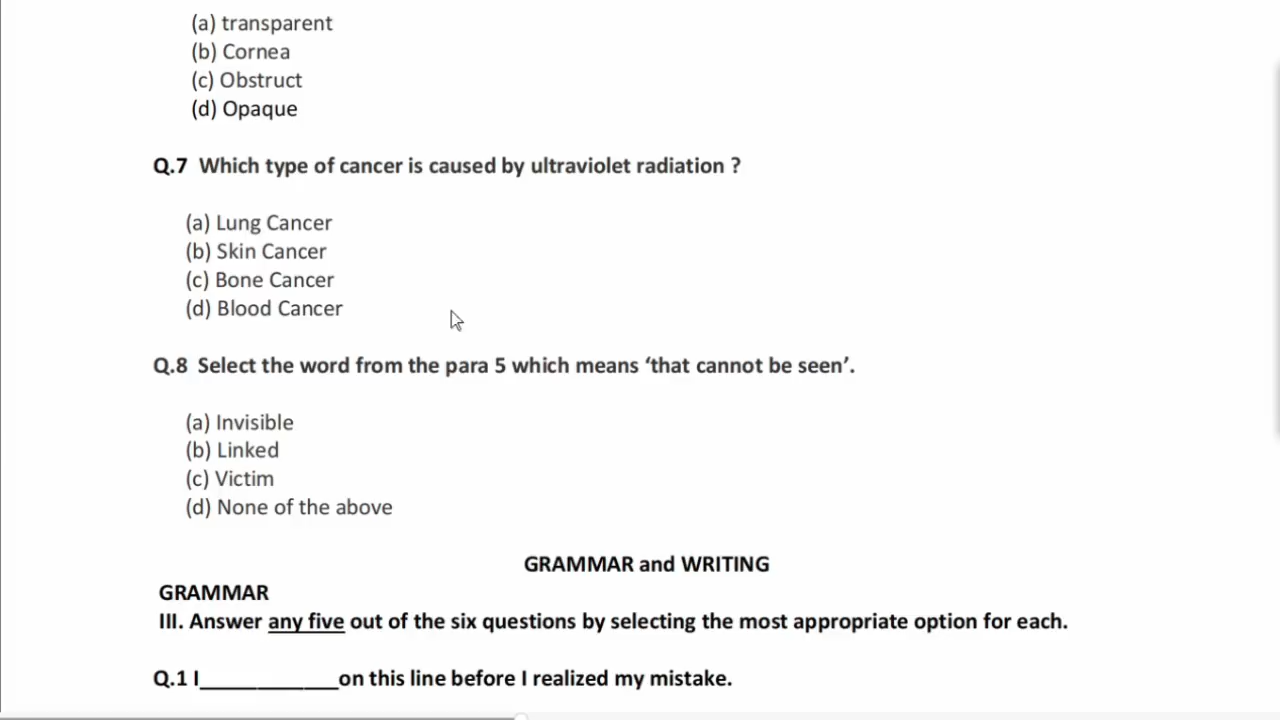 (a) transparent
(b) Cornea
(c) Obstruct
(d) Opaque
Q.7 Which type of cancer is caused by ultraviolet radiation ?
(a) Lung Cancer
(b) Skin Cancer
(c) Bone Cancer
(d) Blood Cancer
Q.8 Select the word from the para 5 which means ‘that cannot be seen’.
(a) Invisible
(b) Linked
(c) Victim
(d) None of the above
GRAMMAR and WRITING
GRAMMAR
III. Answer any five out of the six questions by selecting the most appropriate option for each.
Q.1 I____________on this line before I realized my mistake.